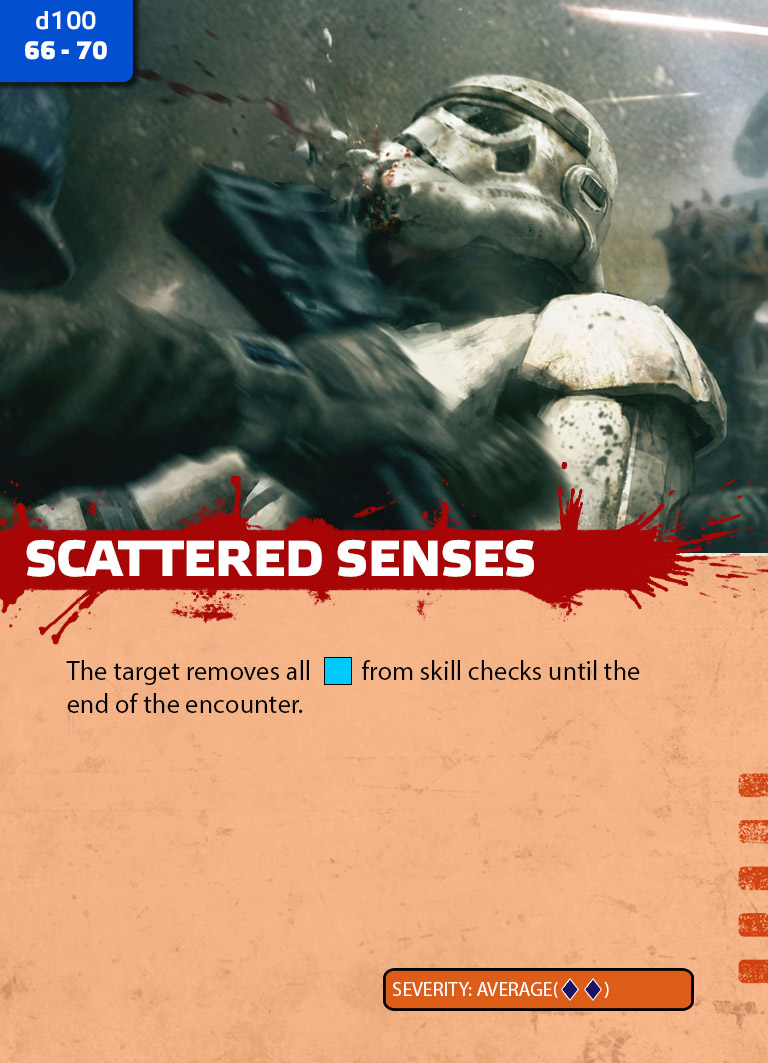 d100
66 - 70
SCATTERED SENSES
The target removes all from skill checks until the
end of the encounter.
SEVERITY: AVERAGE(♦ ♦)